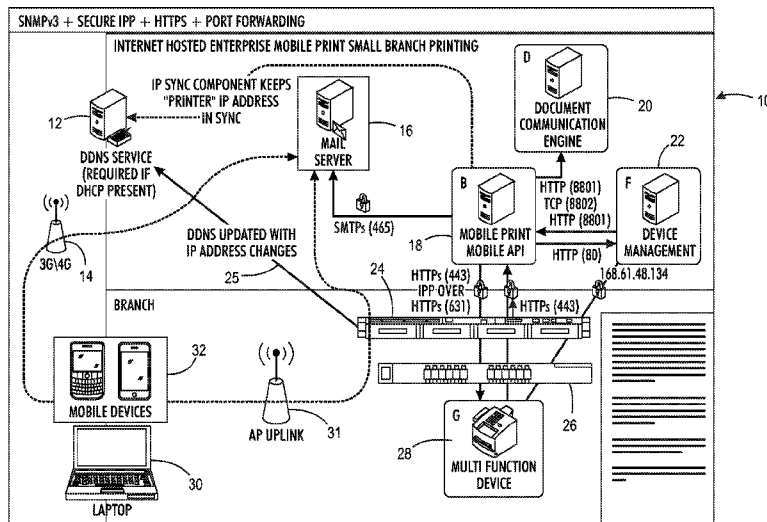 SNMPv3 + SECURE IPP + HTTPS + PORT FORWARDING
INTERNET HOSTED ENTERPRISE MOBILE PRINT SMALL BRANCH PRINTING
IP SYNC COMPONENT KEEPS
"PRINTER" IP ADDRESS
IN SYNC
12
DDNS SERVICE
(REQUIRED IF
DHCP PRESENT)
MAIL
SERVER
16
D
DOCUMENT
COMMUNICATION
ENGINE
20
10
22
B
MOBILE PRINT
MOBILE API
18
F
DEVICE
MANAGEMENT
HTTP (8801)
TCP (8802)
HTTP (8801)
HTTP (80)
168.61.48.134
SMTPs (465)
3G\4G
14
DDNS UPDATED WITH
IP ADDRESS CHANGES
25
HTTPs (443)
IPP OVER
HTTPs (631)
HTTPs (443)
BRANCH
24
32
MOBILE DEVICES
AP UPLINK
31
26
G
MULTI FUNCTION
DEVICE
28
30
LAPTOP